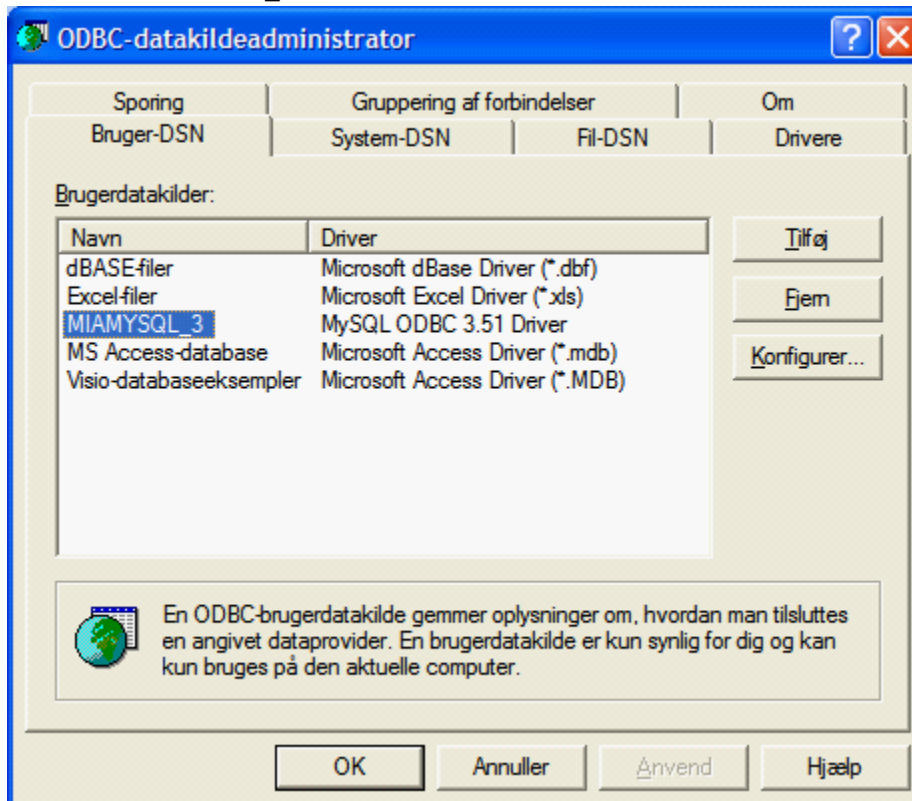 ODBC-datakildeadministrator
Sporing Gruppering af forbindelser Om
Bruger-DSN System-DSN Fil-DSN Drivere
Brugerdatakilder:
Navn Driver
dBASE-filer Microsoft dBase Driver (*.dbf)
Excel-filer Microsoft Excel Driver (*.xls)
MIAMYSQL_3 MySQL ODBC 3.51 Driver
MS Access-database Microsoft Access Driver (*.mdb)
Visio-databaseeksempler Microsoft Access Driver (*.MDB)
Tilføj
Fjern
Konfigurer...
En ODBC-brugerdatakilde gemmer oplysninger om, hvordan man tilsluttes
en angivet dataprovider. En brugerdatakilde er kun synlig for dig og kan
kun bruges på den aktuelle computer.
OK Annuller Anvend Hjælp